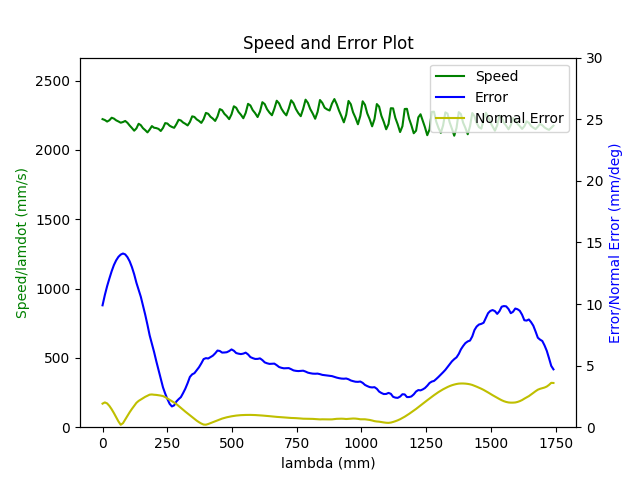 Speed and Error Plot
Speed
Error
Normal Error
2500
2000
1500
1000
500
0
Speed/lamdot (mm/s)
30
25
20
15
10
5
0
Error/Normal Error (mm/deg)
0 250 500 750 1000 1250 1500 1750
lambda (mm)